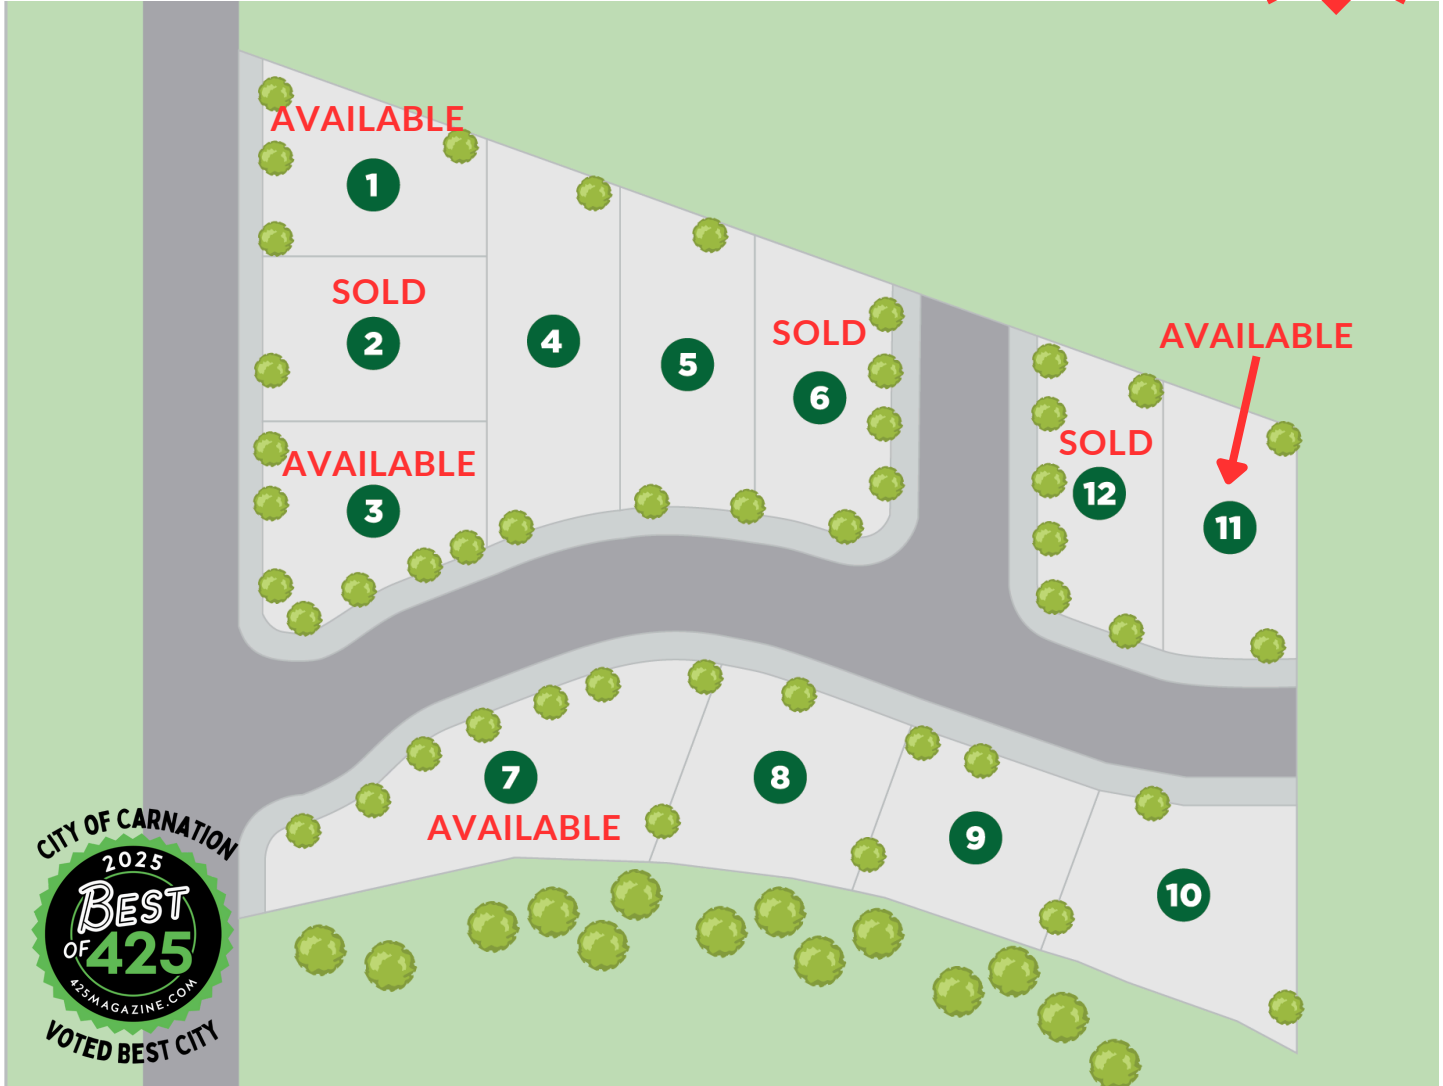 AVAILABLE
1
SOLD
2
AVAILABLE
3
4
5
SOLD
6
AVAILABLE
SOLD
12
11
7
AVAILABLE
8
9
10
CITY OF CARNATION
2025
BEST
OF 425
425MAGAZINE.COM
VOTED BEST CITY